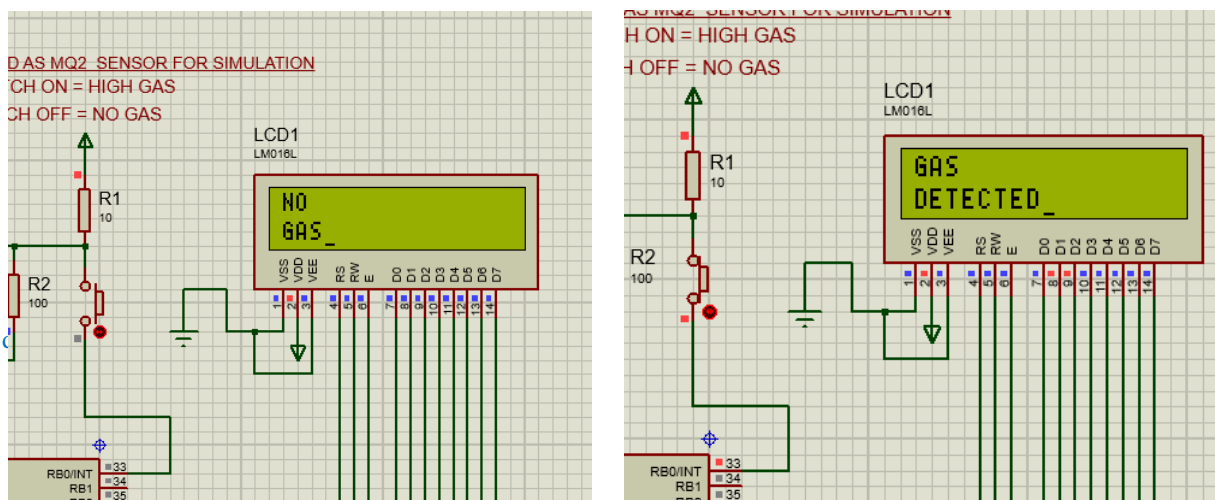 D AS MQ2 SENSOR FOR SIMULATION
TCH ON = HIGH GAS
CH OFF = NO GAS
LCD1
LM016L
R1
10
NO
GAS_
R2
100
VSS
VDD
VEE
RS
RW
E
D0
D1
D2
D3
D4
D5
D6
D7
1
2
3
4
5
6
7
8
9
10
11
12
13
14
RB0/INT
33
RB1
34
35
AS MQ2 SENSOR FOR SIMULATION
H ON = HIGH GAS
H OFF = NO GAS
LCD1
LM016L
R1
10
GAS
DETECTED_
R2
100
VSS
VDD
VEE
RS
RW
E
D0
D1
D2
D3
D4
D5
D6
D7
1
2
3
4
5
6
7
8
9
10
11
12
13
14
RB0/INT
33
RB1
34
35